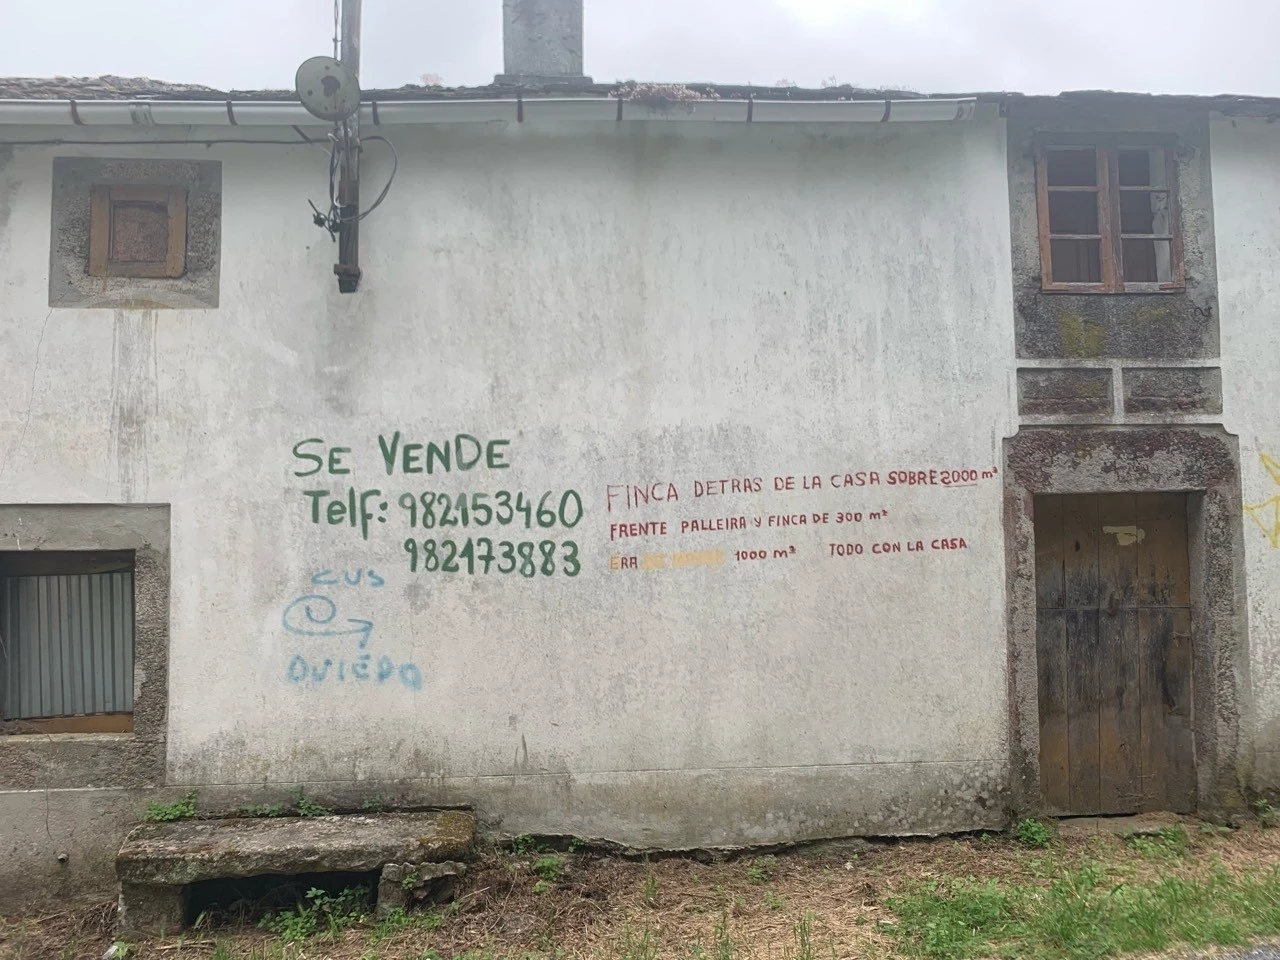 SE VENDE
Telf: 982153460
982173883
FINCA DETRAS DE LA CASA SOBRE 2000 m²
FRENTE PALLEIRA Y FINCA DE 300 m²
ERA 1000 m² TODO CON LA CASA
CUS
OVIEDO